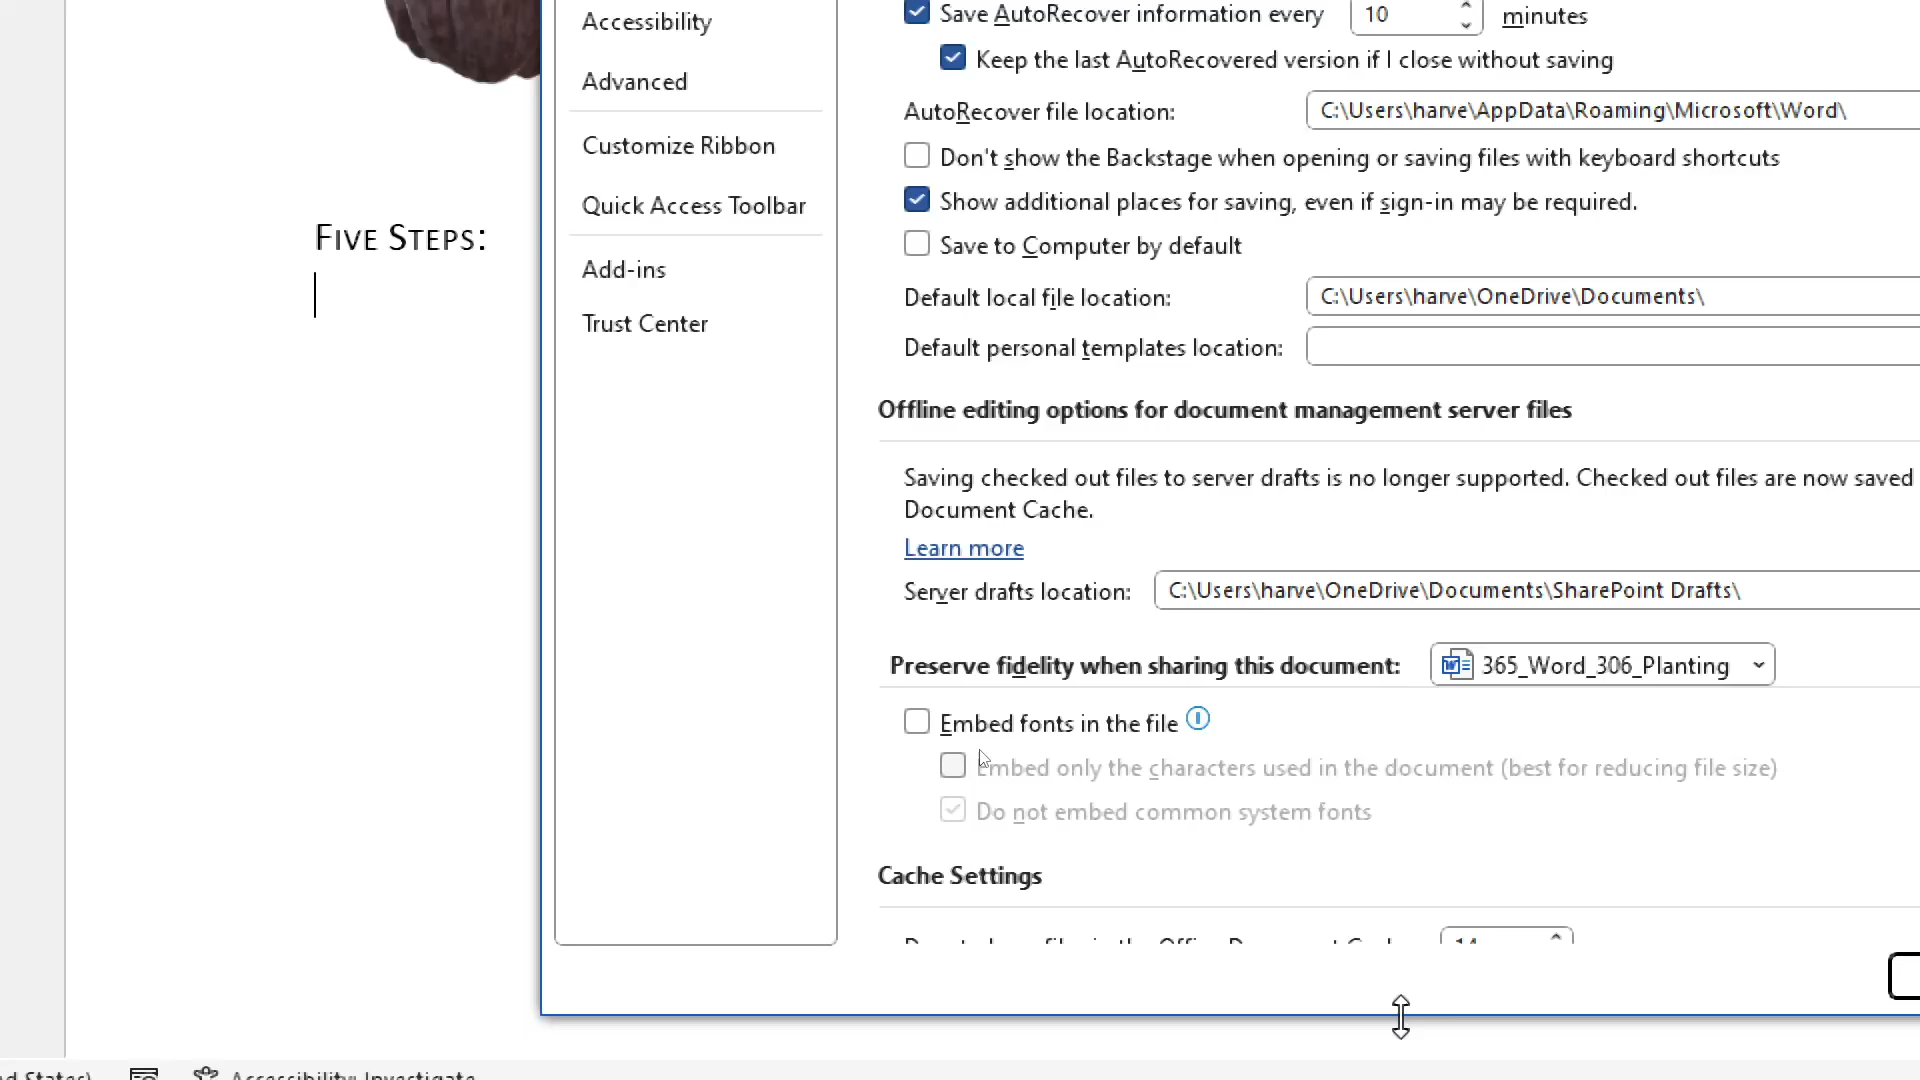 Accessibility
Advanced
Customize Ribbon
Quick Access Toolbar
Add-ins
Trust Center
Five Steps:
Save AutoRecover information every 10 minutes
Keep the last AutoRecovered version if I close without saving
AutoRecover file location: C:\Users\harve\AppData\Roaming\Microsoft\Word\
Don't show the Backstage when opening or saving files with keyboard shortcuts
Show additional places for saving, even if sign-in may be required.
Save to Computer by default
Default local file location: C:\Users\harve\OneDrive\Documents\
Default personal templates location:
Offline editing options for document management server files
Saving checked out files to server drafts is no longer supported. Checked out files are now saved
Document Cache.
Learn more
Server drafts location: C:\Users\harve\OneDrive\Documents\SharePoint Drafts\
Preserve fidelity when sharing this document: 365_Word_306_Planting
Embed fonts in the file
Embed only the characters used in the document (best for reducing file size)
Do not embed common system fonts
Cache Settings
States) Accessibility: Investigate